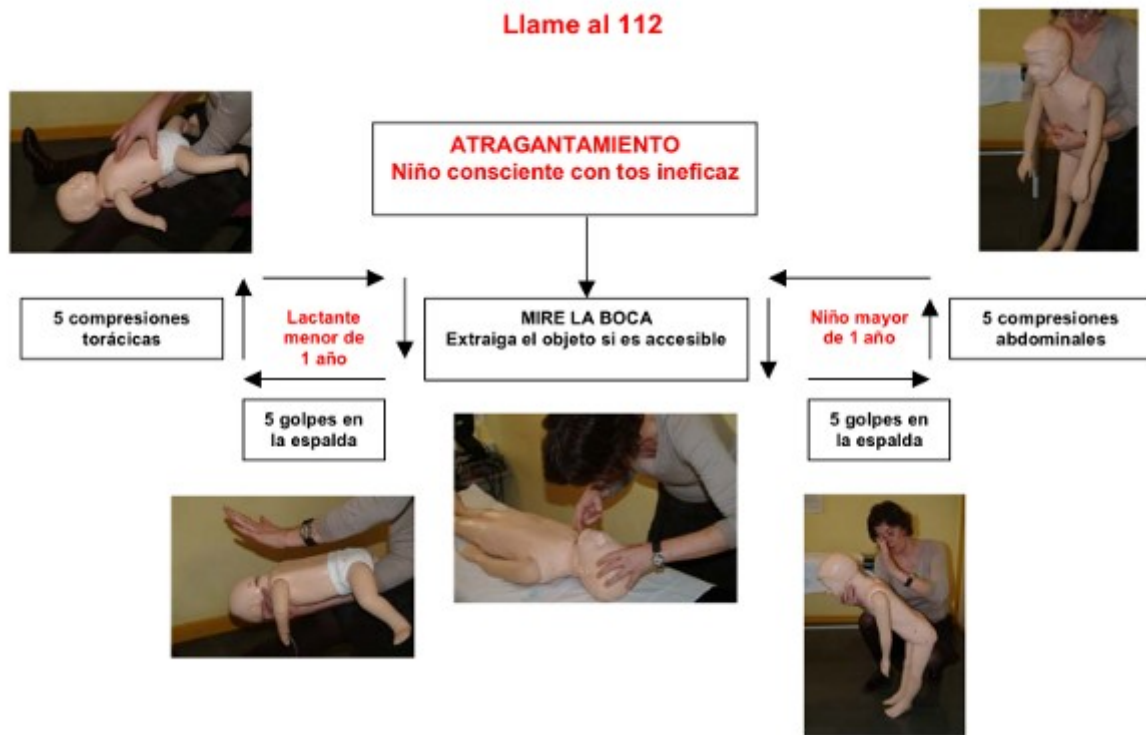 Llame al 112
ATRAGANTAMIENTO
Niño consciente con tos ineficaz
5 compresiones
torácicas
Lactante
menor de
1 año
MIRE LA BOCA
Extraiga el objeto si es accesible
Niño mayor
de 1 año
5 compresiones
abdominales
5 golpes en
la espalda
5 golpes en
la espalda